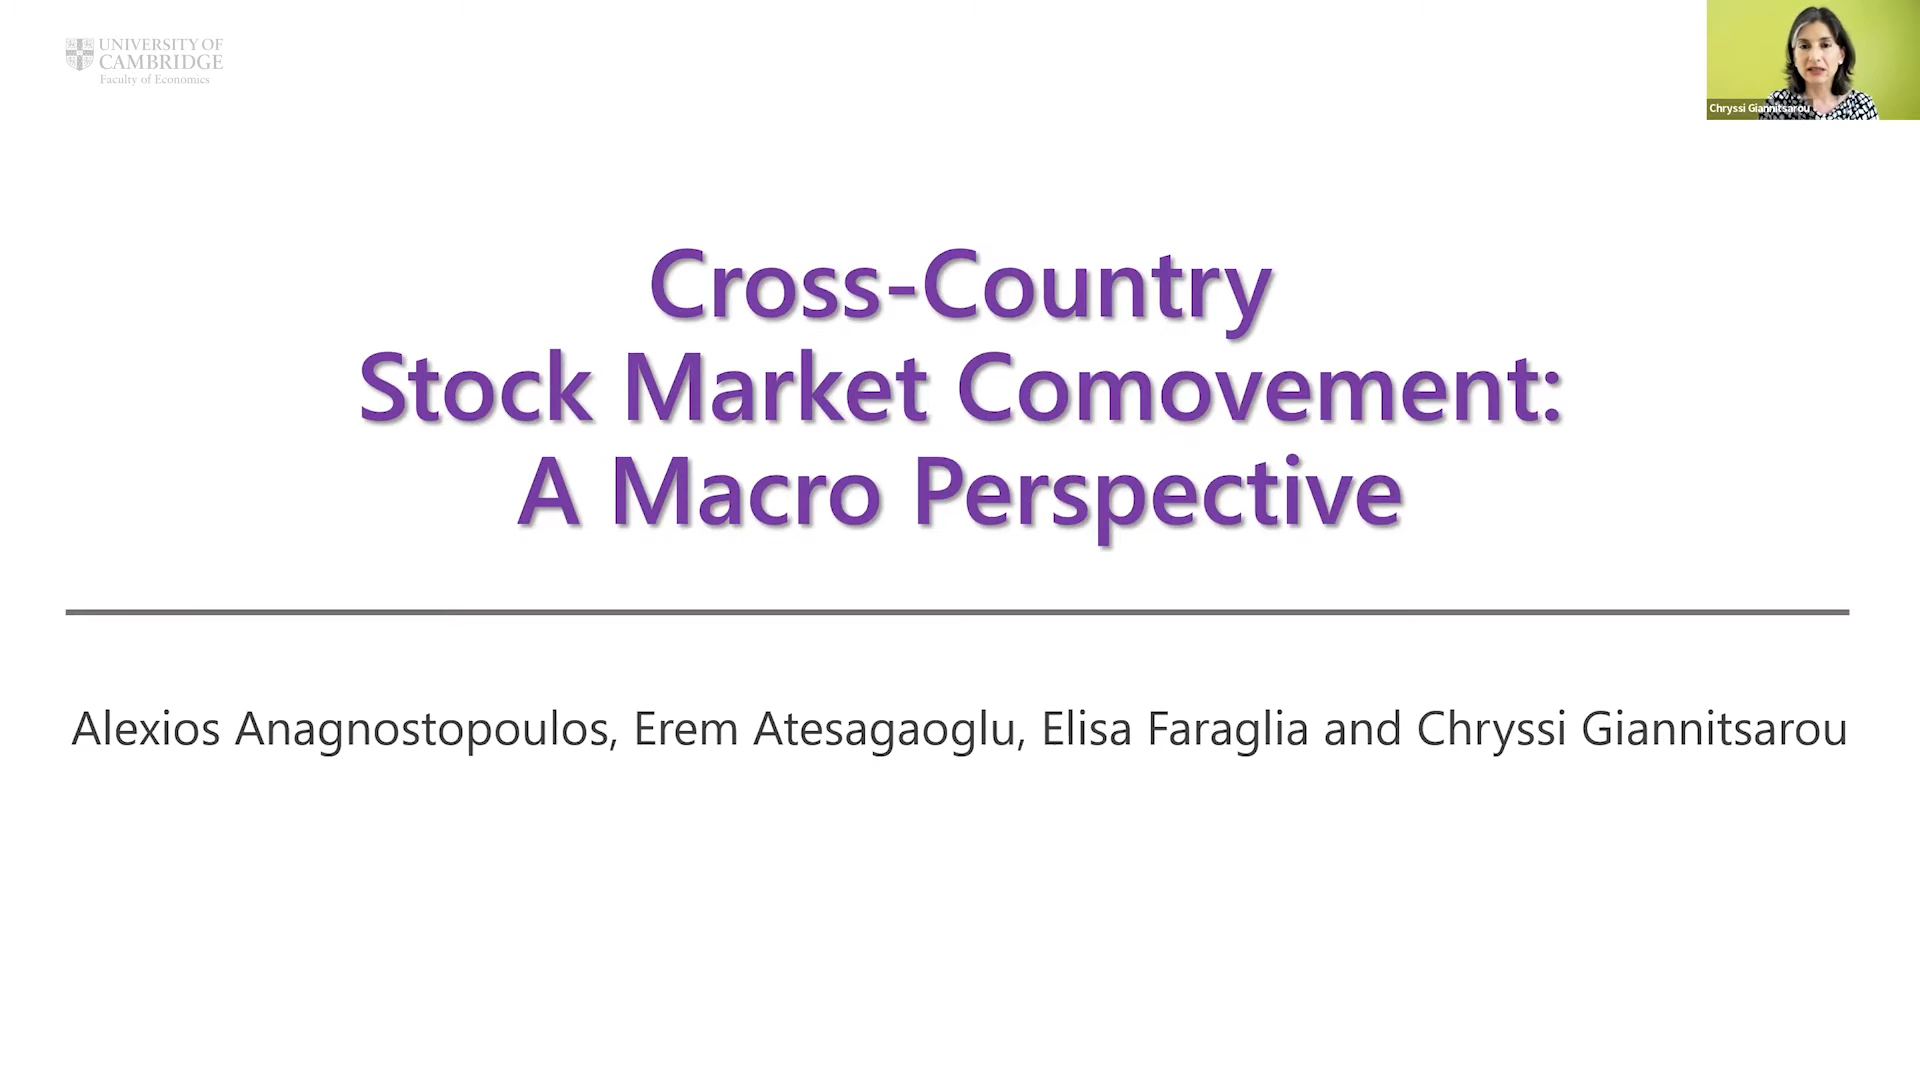 UNIVERSITY OF
CAMBRIDGE
Faculty of Economics
Chryssi Giannitsarou
Cross-Country
Stock Market Comovement:
A Macro Perspective
Alexios Anagnostopoulos, Erem Atesagaoglu, Elisa Faraglia and Chryssi Giannitsarou